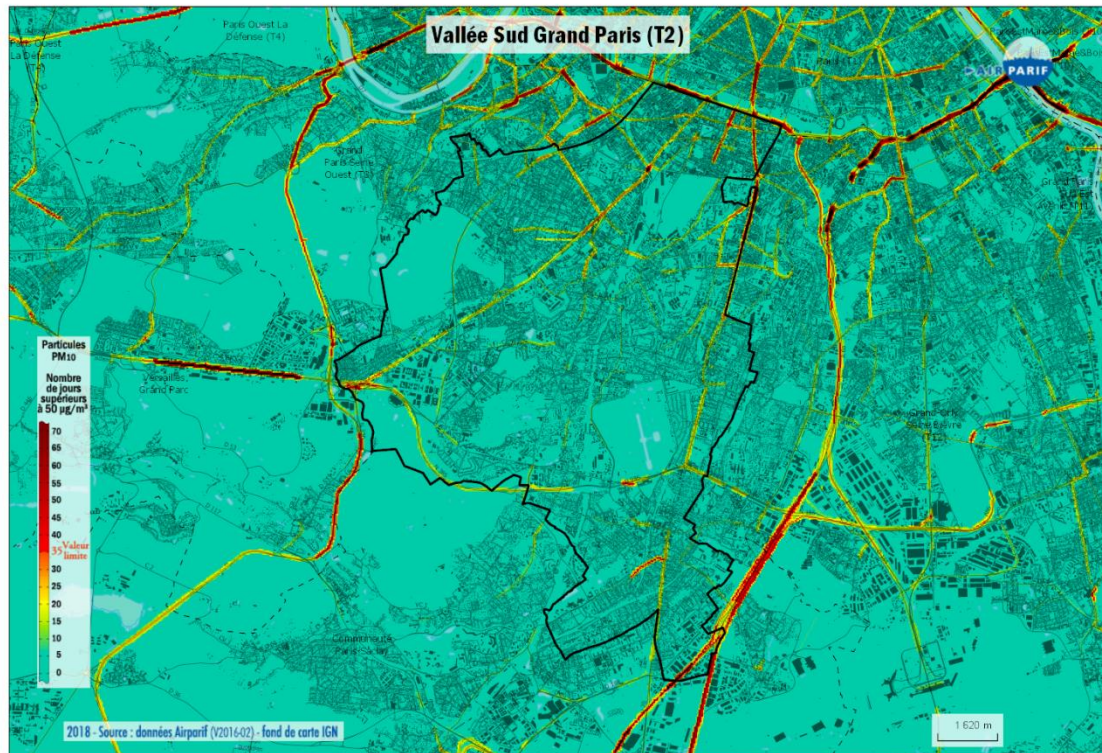 Vallée Sud Grand Paris (T2)
Paris Ouest La
Défense (T4)
Paris Ouest
La Défense
(T4)
AIRPARIF
Grand
Paris Seine
Ouest (T3)
Particules
PM10
Nombre
de jours
supérieurs
à 50 µg/m³
70
65
60
55
50
45
40
35 Valeur
limite
30
25
20
15
10
5
0
Versailles
Grand Parc
Grand-Orly
Seine Bièvre
(T12)
Communauté
Paris-Saclay
2018 - Source : données Airparif (V2016-02) - fond de carte IGN
1 620 m